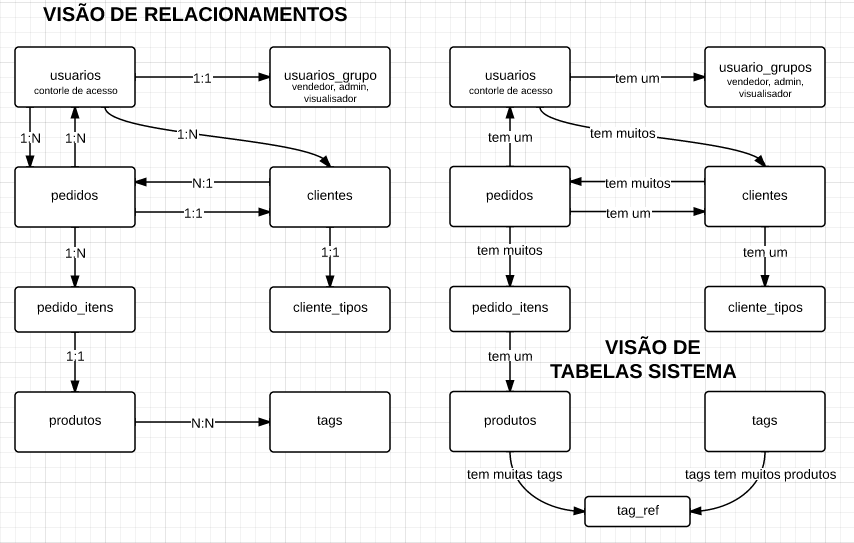 VISÃO DE RELACIONAMENTOS
usuarios
contorle de acesso
1:1
usuarios_grupo
vendedor, admin,
visualisador
1:N
1:N
1:N
pedidos
N:1
1:1
clientes
1:N
1:1
pedido_itens
cliente_tipos
1:1
produtos
N:N
tags
usuarios
contorle de acesso
tem um
usuario_grupos
vendedor, admin,
visualisador
tem um
tem muitos
pedidos
tem muitos
tem um
clientes
tem muitos
tem um
pedido_itens
cliente_tipos
tem um
VISÃO DE
TABELAS SISTEMA
produtos
tags
tem muitas tags
tags tem muitos produtos
tag_ref